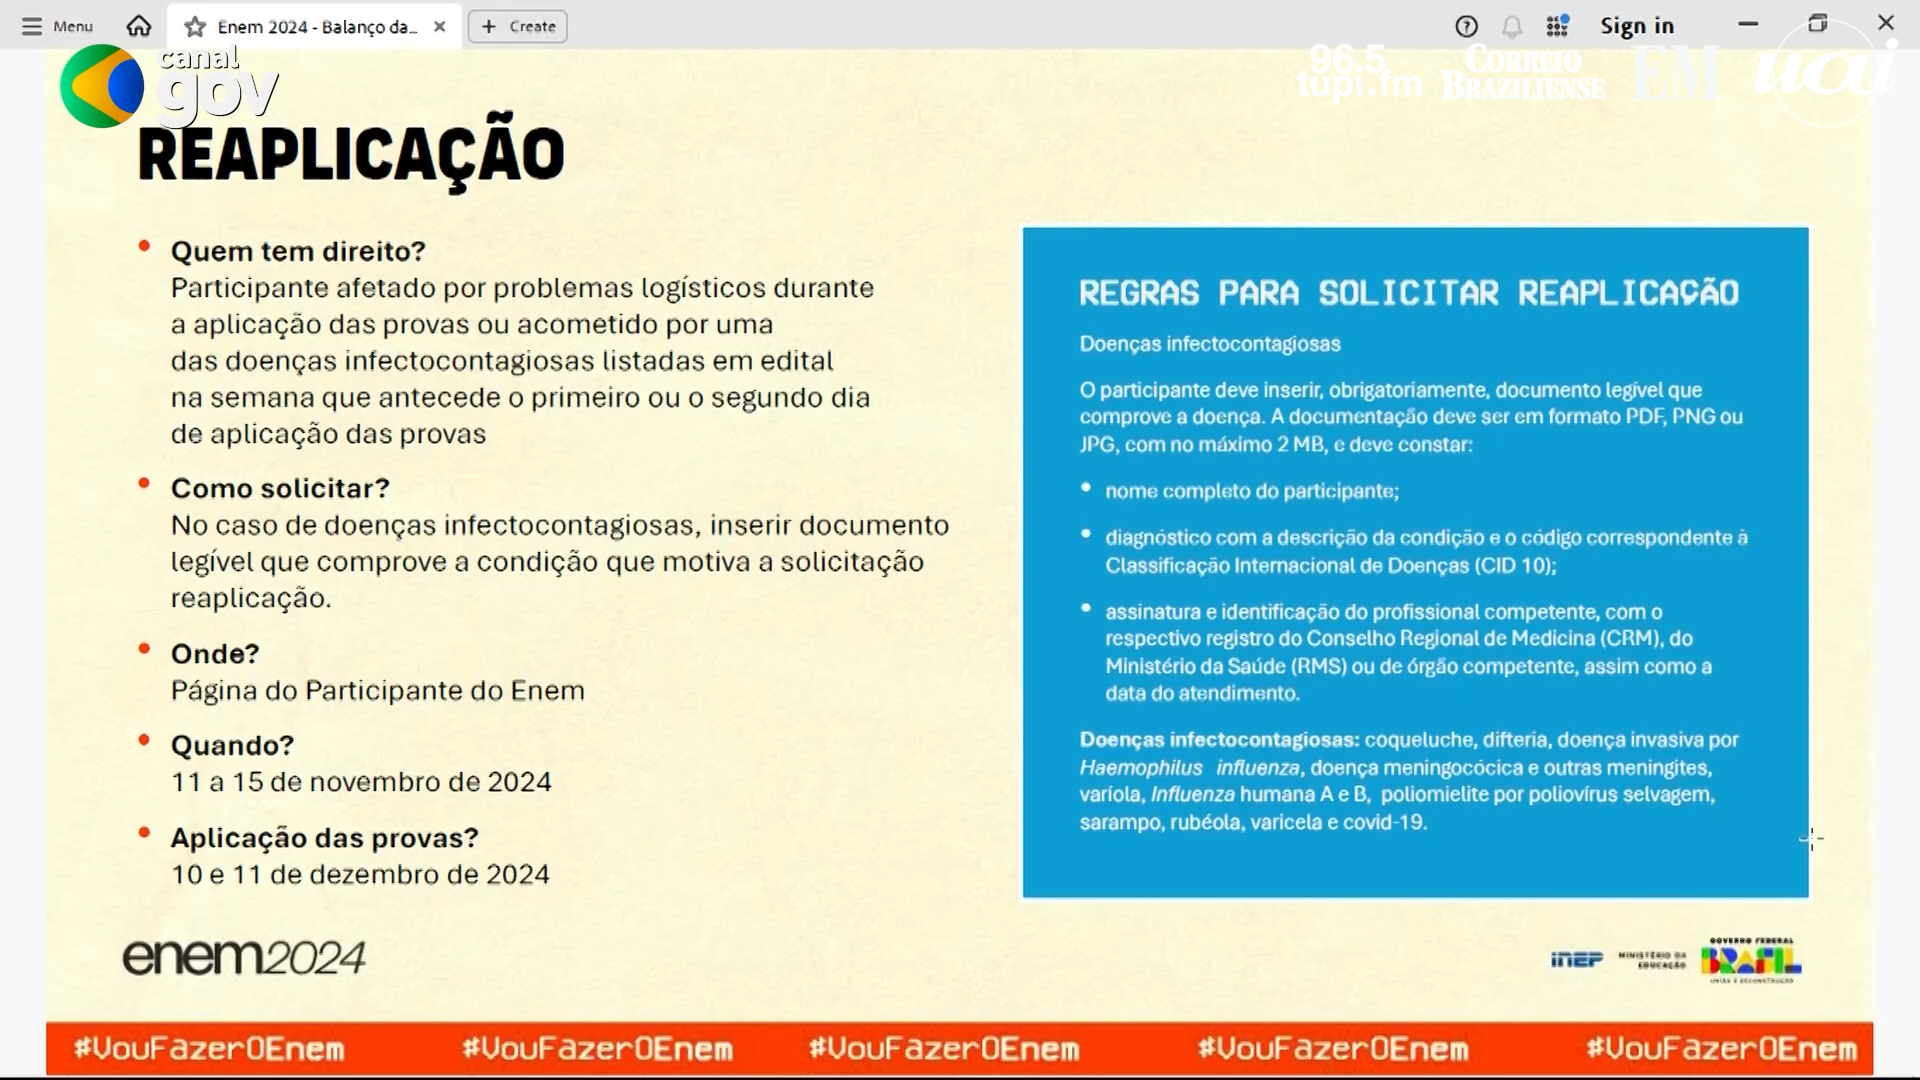 Menu
Enem 2024 - Balanço da...
Create
Sign in
canal
gov
96.5
tupi.fm
CORREIO
BRAZILIENSE
EM
uai
REAPLICAÇÃO
• Quem tem direito?
Participante afetado por problemas logísticos durante
a aplicação das provas ou acometido por uma
das doenças infectocontagiosas listadas em edital
na semana que antecede o primeiro ou o segundo dia
de aplicação das provas
• Como solicitar?
No caso de doenças infectocontagiosas, inserir documento
legível que comprove a condição que motiva a solicitação
reaplicação.
• Onde?
Página do Participante do Enem
• Quando?
11 a 15 de novembro de 2024
• Aplicação das provas?
10 e 11 de dezembro de 2024
REGRAS PARA SOLICITAR REAPLICAÇÃO
Doenças infectocontagiosas
O participante deve inserir, obrigatoriamente, documento legível que
comprove a doença. A documentação deve ser em formato PDF, PNG ou
JPG, com no máximo 2 MB, e deve constar:
• nome completo do participante;
• diagnóstico com a descrição da condição e o código correspondente à
Classificação Internacional de Doenças (CID 10);
• assinatura e identificação do profissional competente, com o
respectivo registro do Conselho Regional de Medicina (CRM), do
Ministério da Saúde (RMS) ou de órgão competente, assim como a
data do atendimento.
Doenças infectocontagiosas: coqueluche, difteria, doença invasiva por
Haemophilus influenza, doença meningocócica e outras meningites,
varíola, Influenza humana A e B, poliomielite por poliovírus selvagem,
sarampo, rubéola, varicela e covid-19.
enem2024
inep
MINISTÉRIO DA
EDUCAÇÃO
GOVERNO FEDERAL
BRASIL
UNIÃO E RECONSTRUÇÃO
#VouFazerOEnem #VouFazerOEnem #VouFazerOEnem #VouFazerOEnem #VouFazerOEnem